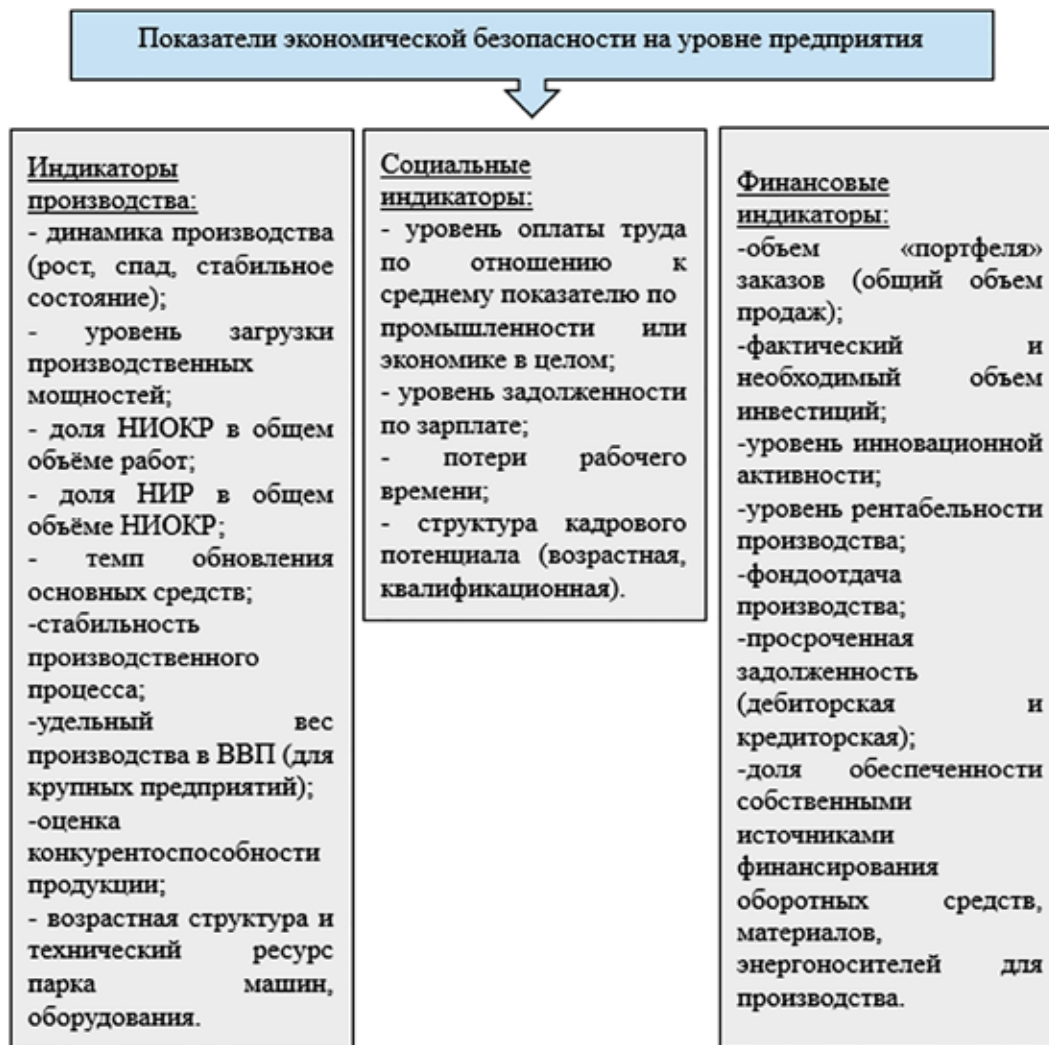 Показатели экономической безопасности на уровне предприятия
Индикаторы
производства:
- динамика производства
(рост, спад, стабильное
состояние);
- уровень загрузки
производственных
мощностей;
- доля НИОКР в общем
объёме работ;
- доля НИР в общем
объёме НИОКР;
- темп обновления
основных средств;
-стабильность
производственного
процесса;
-удельный вес
производства в ВВП (для
крупных предприятий);
-оценка
конкурентоспособности
продукции;
- возрастная структура и
технический ресурс
парка машин,
оборудования.
Социальные
индикаторы:
- уровень оплаты труда
по отношению к
среднему показателю по
промышленности или
экономике в целом;
- уровень задолженности
по зарплате;
- потери рабочего
времени;
- структура кадрового
потенциала (возрастная,
квалификационная).
Финансовые
индикаторы:
-объем «портфеля»
заказов (общий объем
продаж);
-фактический и
необходимый объем
инвестиций;
-уровень инновационной
активности;
-уровень рентабельности
производства;
-фондоотдача
производства;
-просроченная
задолженность
(дебиторская и
кредиторская);
-доля обеспеченности
собственными
источниками
финансирования
оборотных средств,
материалов,
энергоносителей для
производства.